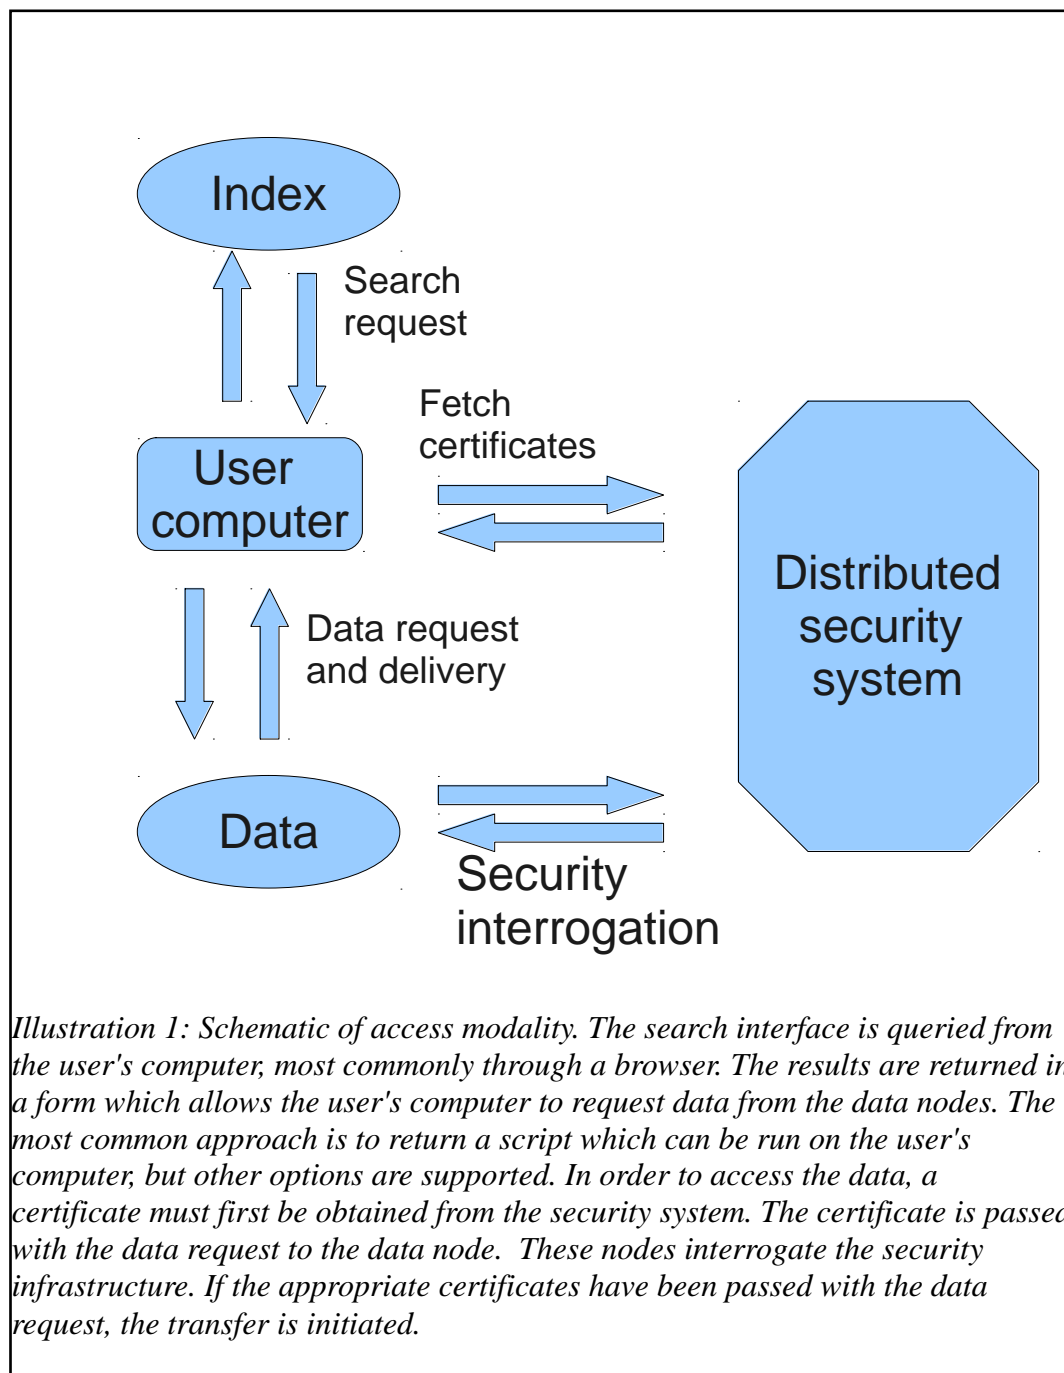 Index
Search
request
Fetch
certificates
User
computer
Distributed
security
system
Data request
and delivery
Data
Security
interrogation
Illustration 1: Schematic of access modality. The search interface is queried from
the user's computer, most commonly through a browser. The results are returned in
a form which allows the user's computer to request data from the data nodes. The
most common approach is to return a script which can be run on the user's
computer, but other options are supported. In order to access the data, a
certificate must first be obtained from the security system. The certificate is passed
with the data request to the data node. These nodes interrogate the security
infrastructure. If the appropriate certificates have been passed with the data
request, the transfer is initiated.